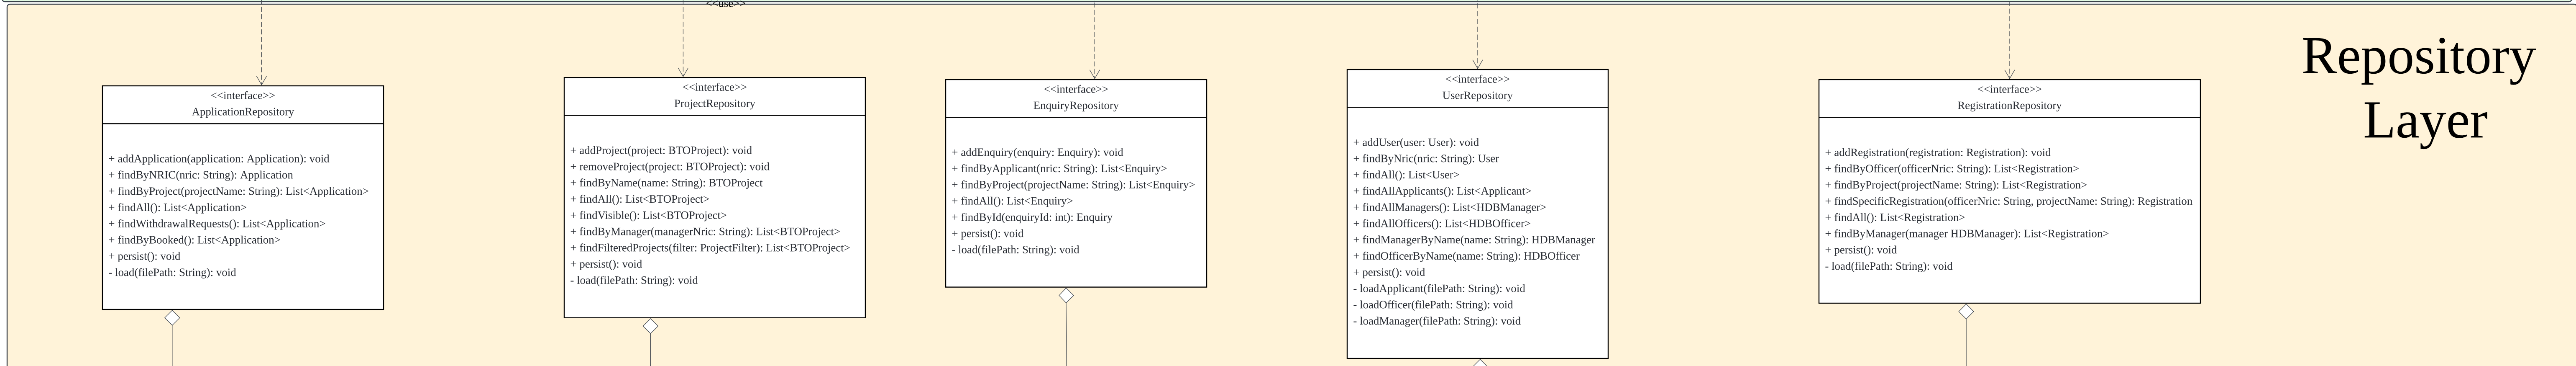 <<use>>
Repository
Layer
<<interface>>
ApplicationRepository
+ addApplication(application: Application): void
+ findByNRIC(nric: String): Application
+ findByProject(projectName: String): List<Application>
+ findAll(): List<Application>
+ findWithdrawalRequests(): List<Application>
+ findByBooked(): List<Application>
+ persist(): void
- load(filePath: String): void
<<interface>>
ProjectRepository
+ addProject(project: BTOProject): void
+ removeProject(project: BTOProject): void
+ findByName(name: String): BTOProject
+ findAll(): List<BTOProject>
+ findVisible(): List<BTOProject>
+ findByManager(managerNric: String): List<BTOProject>
+ findFilteredProjects(filter: ProjectFilter): List<BTOProject>
+ persist(): void
- load(filePath: String): void
<<interface>>
EnquiryRepository
+ addEnquiry(enquiry: Enquiry): void
+ findByApplicant(nric: String): List<Enquiry>
+ findByProject(projectName: String): List<Enquiry>
+ findAll(): List<Enquiry>
+ findById(enquiryId: int): Enquiry
+ persist(): void
- load(filePath: String): void
<<interface>>
UserRepository
+ addUser(user: User): void
+ findByNric(nric: String): User
+ findAll(): List<User>
+ findAllApplicants(): List<Applicant>
+ findAllManagers(): List<HDBManager>
+ findAllOfficers(): List<HDBOfficer>
+ findManagerByName(name: String): HDBManager
+ findOfficerByName(name: String): HDBOfficer
+ persist(): void
- loadApplicant(filePath: String): void
- loadOfficer(filePath: String): void
- loadManager(filePath: String): void
<<interface>>
RegistrationRepository
+ addRegistration(registration: Registration): void
+ findByOfficer(officerNric: String): List<Registration>
+ findByProject(projectName: String): List<Registration>
+ findSpecificRegistration(officerNric: String, projectName: String): Registration
+ findAll(): List<Registration>
+ findByManager(manager HDBManager): List<Registration>
+ persist(): void
- load(filePath: String): void